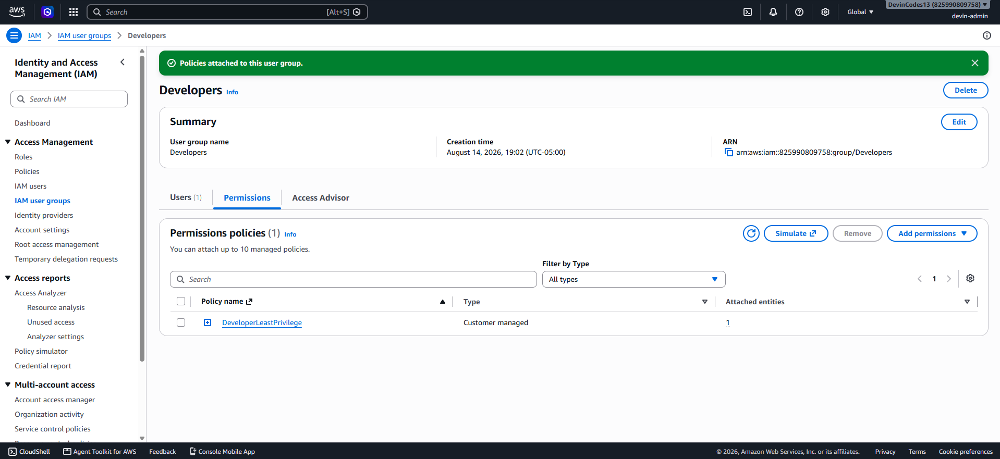 aws
Search [Alt+S]
Global
DevinCodes13 (825990809758)
devin-admin
IAM
IAM user groups
Developers
Identity and Access
Management (IAM)
Search IAM
Dashboard
Access Management
Roles
Policies
IAM users
IAM user groups
Identity providers
Account settings
Root access management
Temporary delegation requests
Access reports
Access Analyzer
Resource analysis
Unused access
Analyzer settings
Policy simulator
Credential report
Multi-account access
Account access manager
Organization activity
Service control policies
Policies attached to this user group.
Developers Info
Delete
Summary
Edit
User group name
Developers
Creation time
August 14, 2026, 19:02 (UTC-05:00)
ARN
arn:aws:iam::825990809758:group/Developers
Users (1)
Permissions
Access Advisor
Permissions policies (1) Info
You can attach up to 10 managed policies.
Simulate
Remove
Add permissions
Filter by Type
Search
All types
1
Policy name
Type
Attached entities
DeveloperLeastPrivilege
Customer managed
1
CloudShell
Agent Toolkit for AWS
Feedback
Console Mobile App
© 2026, Amazon Web Services, Inc. or its affiliates.
Privacy
Terms
Cookie preferences